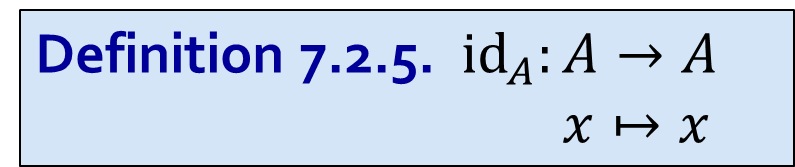 Definition 7.2.5. id_A: A → A
x ↦ x